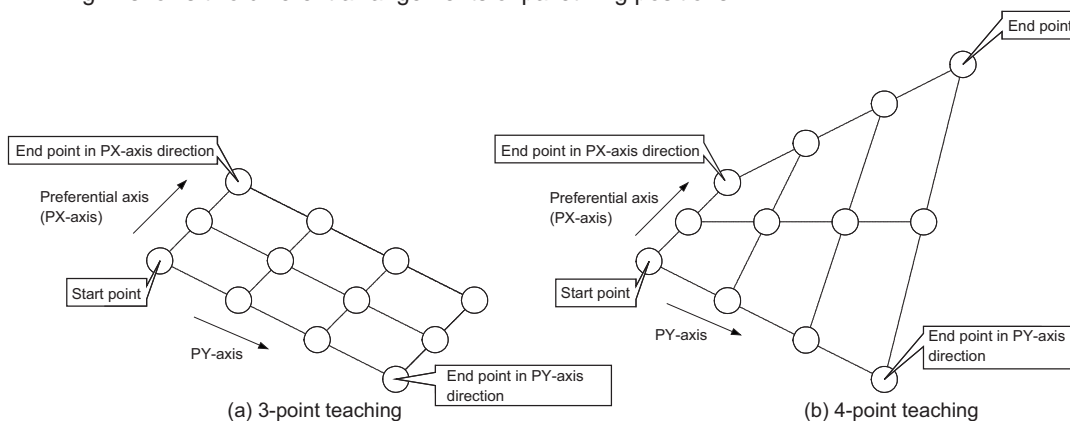 End point
End point in PX-axis direction
Preferential axis
(PX-axis)
Start point
PY-axis
End point in PY-axis
direction
(a) 3-point teaching
End point in PX-axis direction
Preferential axis
(PX-axis)
Start point
PY-axis
End point in PY-axis
direction
(b) 4-point teaching